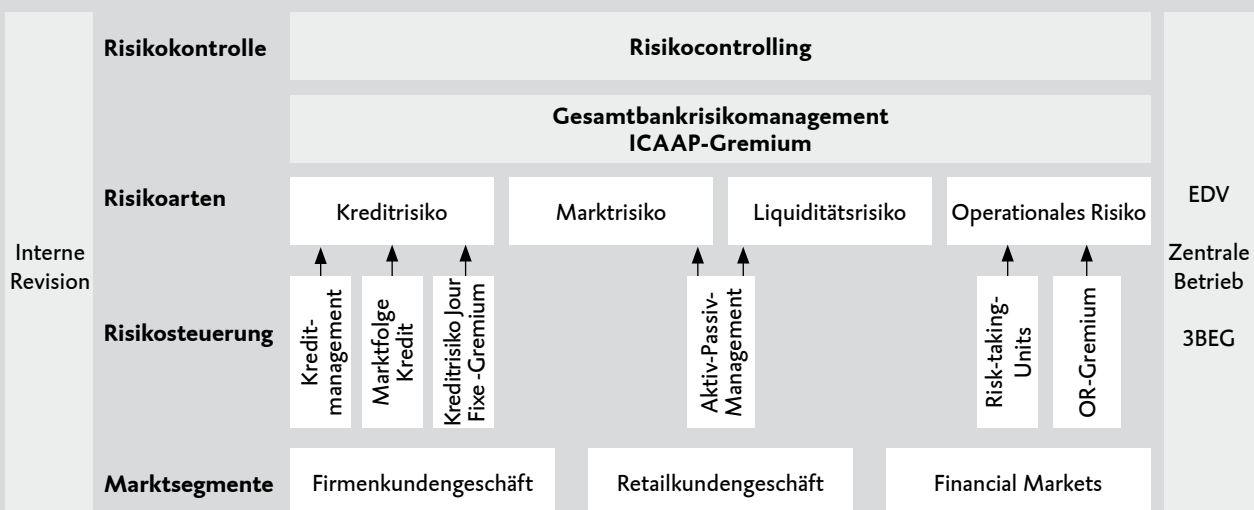 Risikokontrolle
Risikocontrolling
Gesamtbankrisikomanagement
ICAAP-Gremium
Risikoarten
Kreditrisiko
Marktrisiko
Liquiditätsrisiko
Operationales Risiko
Interne
Revision
Risikosteuerung
Kredit-
management
Marktfolge
Kredit
Kreditrisiko Jour
Fixe -Gremium
Aktiv-Passiv-
Management
Risk-taking-
Units
OR-Gremium
EDV
Zentrale
Betrieb
3BEG
Marktsegmente
Firmenkundengeschäft
Retailkundengeschäft
Financial Markets